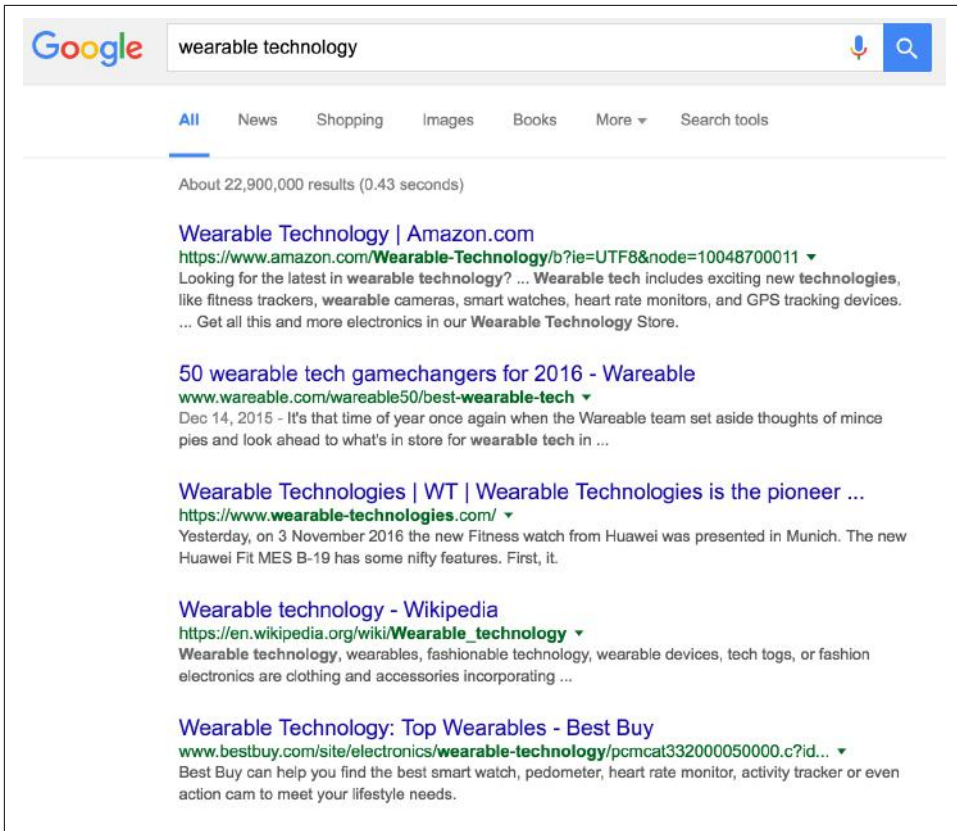 Google
wearable technology
All News Shopping Images Books More Search tools
About 22,900,000 results (0.43 seconds)
Wearable Technology | Amazon.com
https://www.amazon.com/Wearable-Technology/b?ie=UTF8&node=10048700011
Looking for the latest in wearable technology? ... Wearable tech includes exciting new technologies,
like fitness trackers, wearable cameras, smart watches, heart rate monitors, and GPS tracking devices.
... Get all this and more electronics in our Wearable Technology Store.
50 wearable tech gamechangers for 2016 - Wareable
www.wareable.com/wareable50/best-wearable-tech
Dec 14, 2015 - It's that time of year once again when the Wareable team set aside thoughts of mince
pies and look ahead to what's in store for wearable tech in ...
Wearable Technologies | WT | Wearable Technologies is the pioneer ...
https://www.wearable-technologies.com/
Yesterday, on 3 November 2016 the new Fitness watch from Huawei was presented in Munich. The new
Huawei Fit MES B-19 has some nifty features. First, it.
Wearable technology - Wikipedia
https://en.wikipedia.org/wiki/Wearable_technology
Wearable technology, wearables, fashionable technology, wearable devices, tech togs, or fashion
electronics are clothing and accessories incorporating ...
Wearable Technology: Top Wearables - Best Buy
www.bestbuy.com/site/electronics/wearable-technology/pcmcat332000050000.c?id...
Best Buy can help you find the best smart watch, pedometer, heart rate monitor, activity tracker or even
action cam to meet your lifestyle needs.